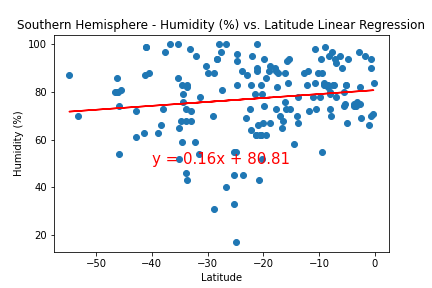 Southern Hemisphere - Humidity (%) vs. Latitude Linear Regression
100
80
60
40
20
Humidity (%)
y = 0.16x + 80.81
−50
−40
−30
−20
−10
0
Latitude